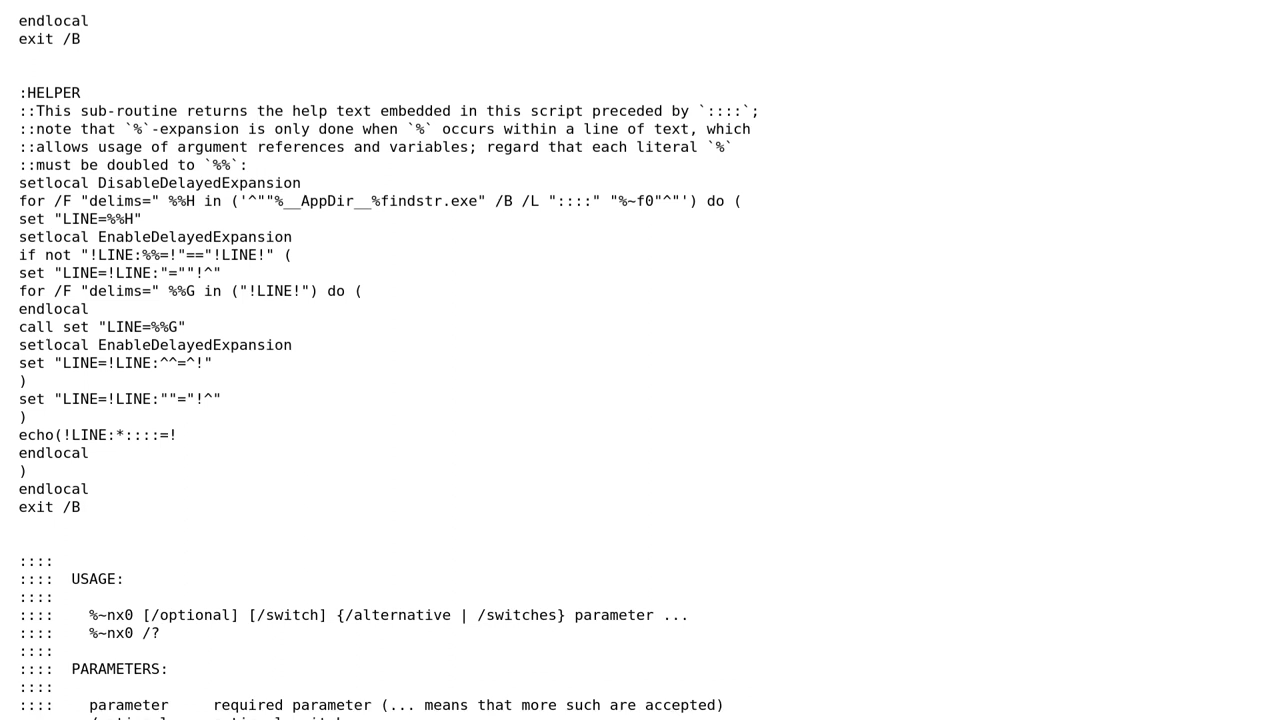 endlocal
exit /B
:HELPER
::This sub-routine returns the help text embedded in this script preceded by `::::`;
::note that `%`-expansion is only done when `%` occurs within a line of text, which
::allows usage of argument references and variables; regard that each literal `%`
::must be doubled to `%%`:
setlocal DisableDelayedExpansion
for /F "delims=" %%H in ('^""%__AppDir__%findstr.exe" /B /L "::::" "%~f0"^"') do (
set "LINE=%%H"
setlocal EnableDelayedExpansion
if not "!LINE:%%=!"=="!LINE!" (
set "LINE=!LINE:"=""!^"
for /F "delims=" %%G in ("!LINE!") do (
endlocal
call set "LINE=%%G"
setlocal EnableDelayedExpansion
set "LINE=!LINE:^^=^!"
)
set "LINE=!LINE:""="!^"
)
echo(!LINE:*::::=!
endlocal
)
endlocal
exit /B
::::
::::  USAGE:
::::
::::    %~nx0 [/optional] [/switch] {/alternative | /switches} parameter ...
::::    %~nx0 /?
::::
::::  PARAMETERS:
::::
::::    parameter     required parameter (... means that more such are accepted)